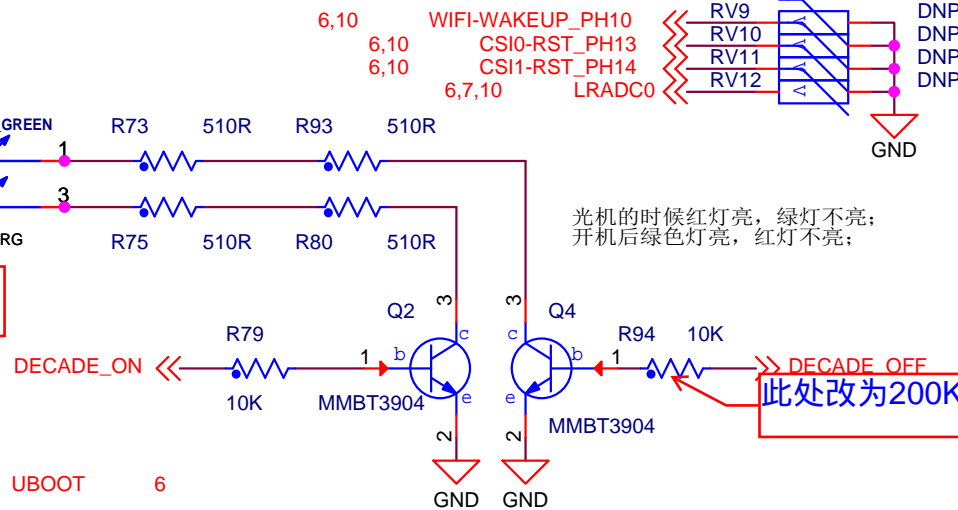 6,10 WIFI-WAKEUP_PH10 RV9 DNP
6,10 CSI0-RST_PH13 RV10 DNP
6,10 CSI1-RST_PH14 RV11 DNP
6,7,10 LRADC0 RV12 DNP
GND
GREEN 1 R73 510R R93 510R
3
RG R75 510R R80 510R
光机的时候红灯亮，绿灯不亮；
开机后绿色灯亮，红灯不亮；
3 3
Q2 c c Q4
R79 R94 10K
DECADE_ON 1 b b 1 DECADE_OFF
10K MMBT3904 e e 此处改为200K
MMBT3904
2 2
UBOOT 6
GND GND